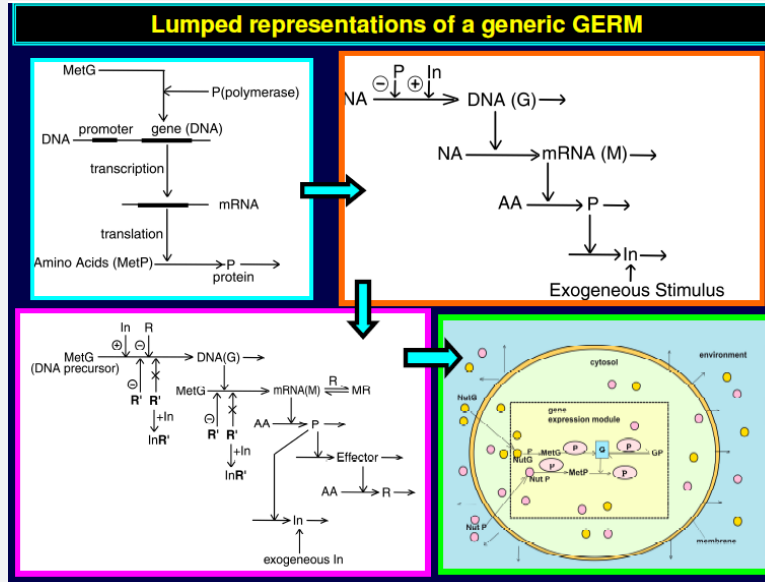 Lumped representations of a generic GERM
MetG
P(polymerase)
promoter gene (DNA)
DNA
transcription
mRNA
translation
Amino Acids (MetP) P
protein
− P + In
NA DNA (G)
NA mRNA (M)
AA P
In
Exogeneous Stimulus
In R
+ −
MetG DNA(G)
(DNA precursor)
− R' R'
+In
InR'
MetG mRNA(M) R MR
− R' R'
+In
InR'
AA P
Effector
AA R
In
exogeneous In
environment
cytosol
NutG
gene
expression module
P MetG P G P GP
NutG
P
Nut P MetP P
Nut P
membrane